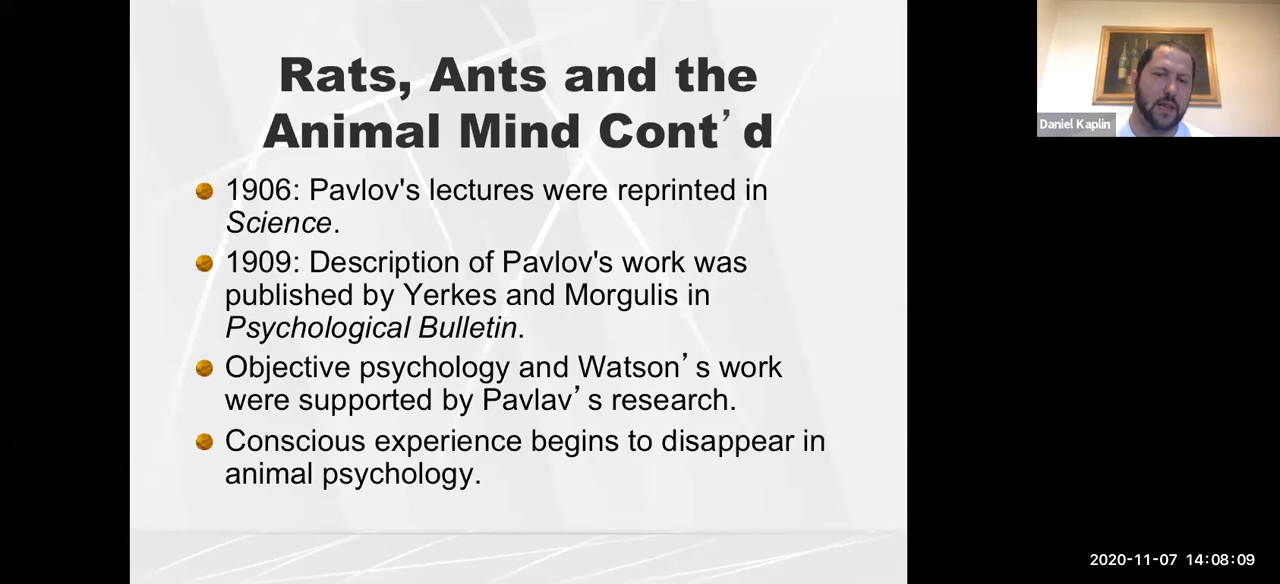 Rats, Ants and the
Animal Mind Cont’d
1906: Pavlov's lectures were reprinted in
Science.
1909: Description of Pavlov's work was
published by Yerkes and Morgulis in
Psychological Bulletin.
Objective psychology and Watson’s work
were supported by Pavlav’s research.
Conscious experience begins to disappear in
animal psychology.
Daniel Kaplin
2020-11-07 14:08:09